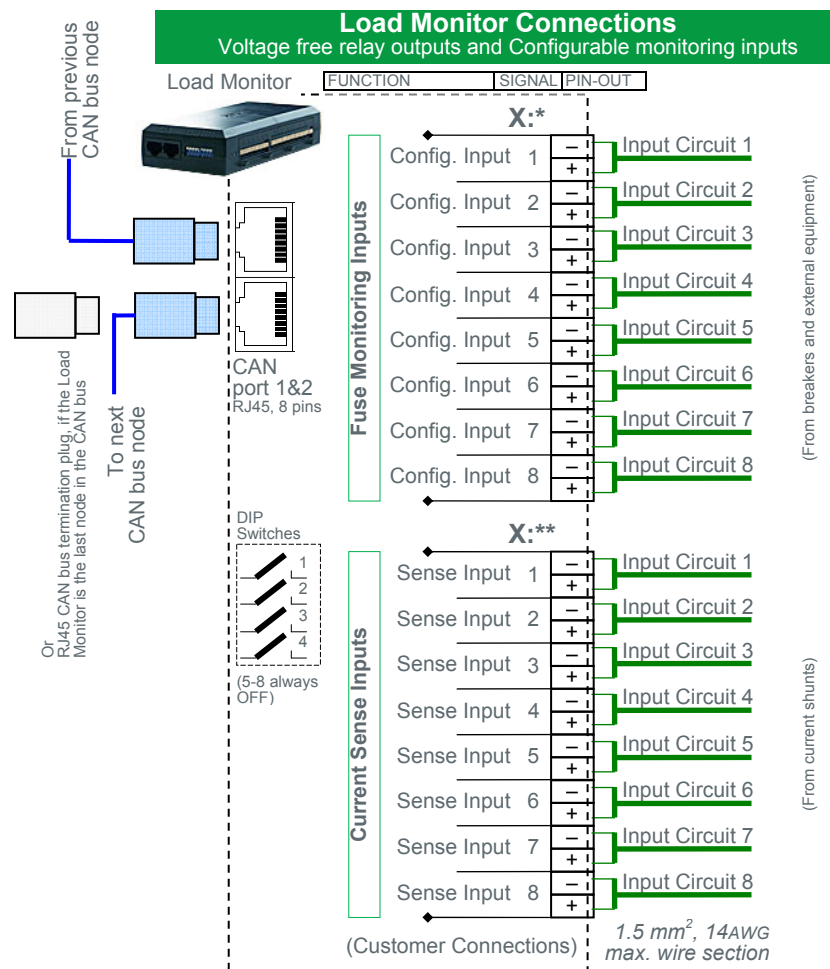 Load Monitor Connections
Voltage free relay outputs and Configurable monitoring inputs
From previous
CAN bus node
Load Monitor
FUNCTION
SIGNAL
PIN-OUT
X:*
Fuse Monitoring Inputs
Config. Input 1 – + Input Circuit 1
Config. Input 2 – + Input Circuit 2
Config. Input 3 – + Input Circuit 3
Config. Input 4 – + Input Circuit 4
Config. Input 5 – + Input Circuit 5
Config. Input 6 – + Input Circuit 6
Config. Input 7 – + Input Circuit 7
Config. Input 8 – + Input Circuit 8
(From breakers and external equipment)
CAN
port 1&2
RJ45, 8 pins
To next
CAN bus node
Or
RJ45 CAN bus termination plug, if the Load
Monitor is the last node in the CAN bus
DIP
Switches
1
2
3
4
(5-8 always
OFF)
X:**
Current Sense Inputs
Sense Input 1 – + Input Circuit 1
Sense Input 2 – + Input Circuit 2
Sense Input 3 – + Input Circuit 3
Sense Input 4 – + Input Circuit 4
Sense Input 5 – + Input Circuit 5
Sense Input 6 – + Input Circuit 6
Sense Input 7 – + Input Circuit 7
Sense Input 8 – + Input Circuit 8
(From current shunts)
(Customer Connections)
1.5 mm², 14AWG
max. wire section